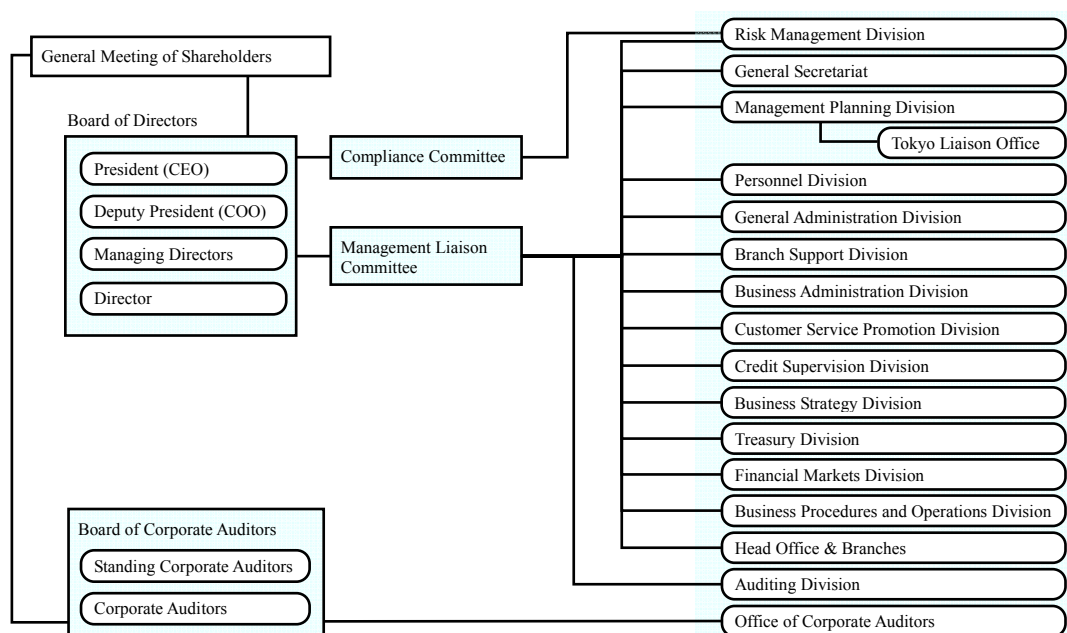 General Meeting of Shareholders
Board of Directors
President (CEO)
Deputy President (COO)
Managing Directors
Director
Compliance Committee
Management Liaison
Committee
Board of Corporate Auditors
Standing Corporate Auditors
Corporate Auditors
Risk Management Division
General Secretariat
Management Planning Division
Tokyo Liaison Office
Personnel Division
General Administration Division
Branch Support Division
Business Administration Division
Customer Service Promotion Division
Credit Supervision Division
Business Strategy Division
Treasury Division
Financial Markets Division
Business Procedures and Operations Division
Head Office & Branches
Auditing Division
Office of Corporate Auditors